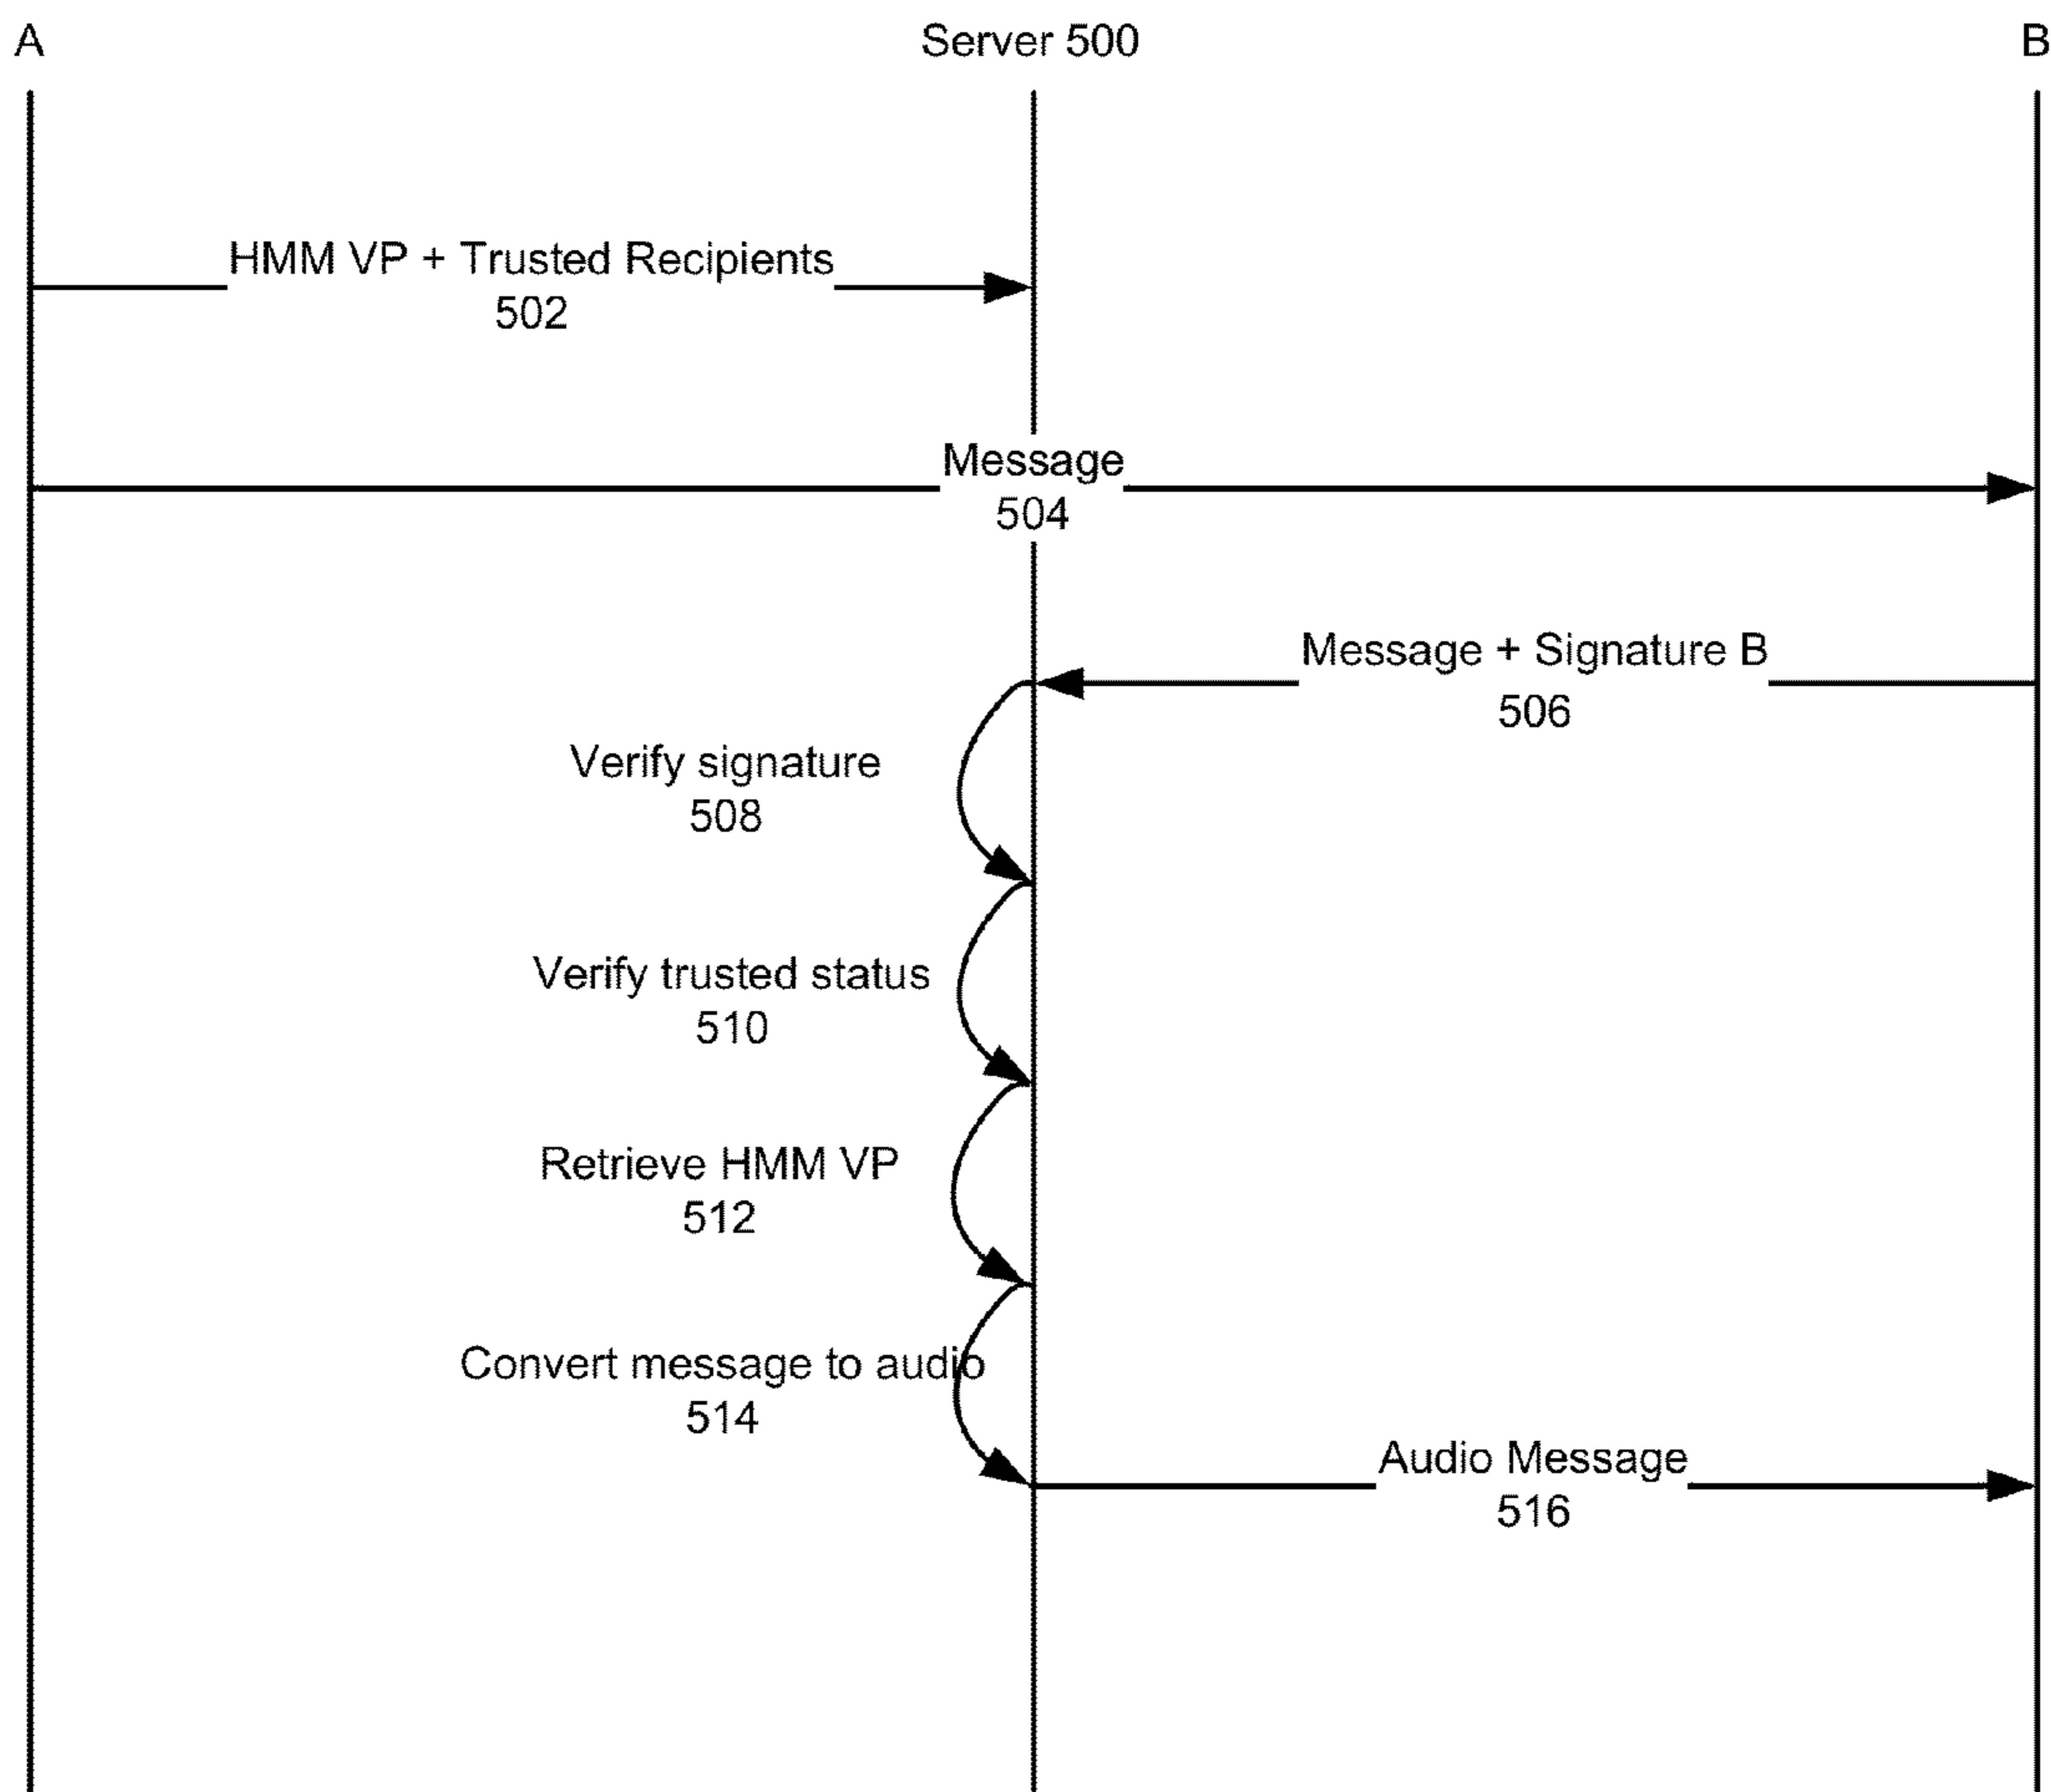 A
Server 500
B
HMM VP + Trusted Recipients
502
Message
504
Message + Signature B
506
Verify signature
508
Verify trusted status
510
Retrieve HMM VP
512
Convert message to audio
514
Audio Message
516